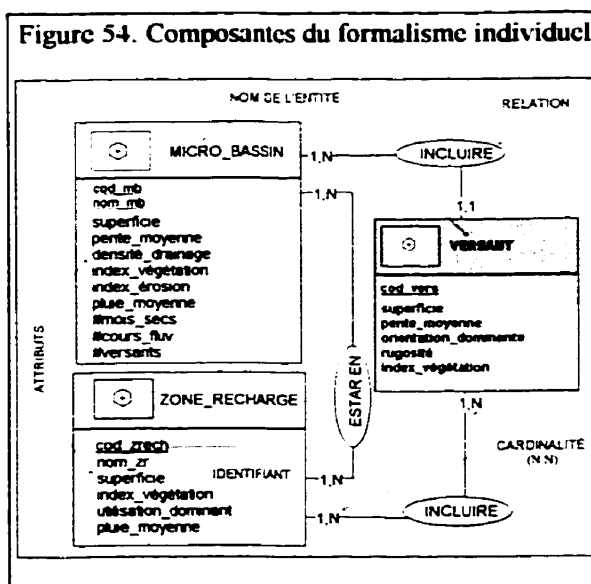 Figure 54. Composantes du formalisme individuel
NOM DE L'ENTITÉ
RELATION
MICRO_BASSIN
1,N
INCLUIRE
cod_mb
nom_mb
superficie
pente_moyenne
densité_drainage
index_végétation
index_érosion
pluie_moyenne
#mois_secs
#cours_fluv
#versants
1,N
1,1
VERSANT
cod_vers
superficie
pente_moyenne
orientation_dominante
rugosité
index_végétation
ATTRIBUTS
ESTAR EN
ZONE_RECHARGE
cod_zrech
nom_zr
superficie
index_végétation
utilisation_dominant
pluie_moyenne
IDENTIFIANT
1,N
1,N
INCLUIRE
1,N
CARDINALITÉ
(N:N)